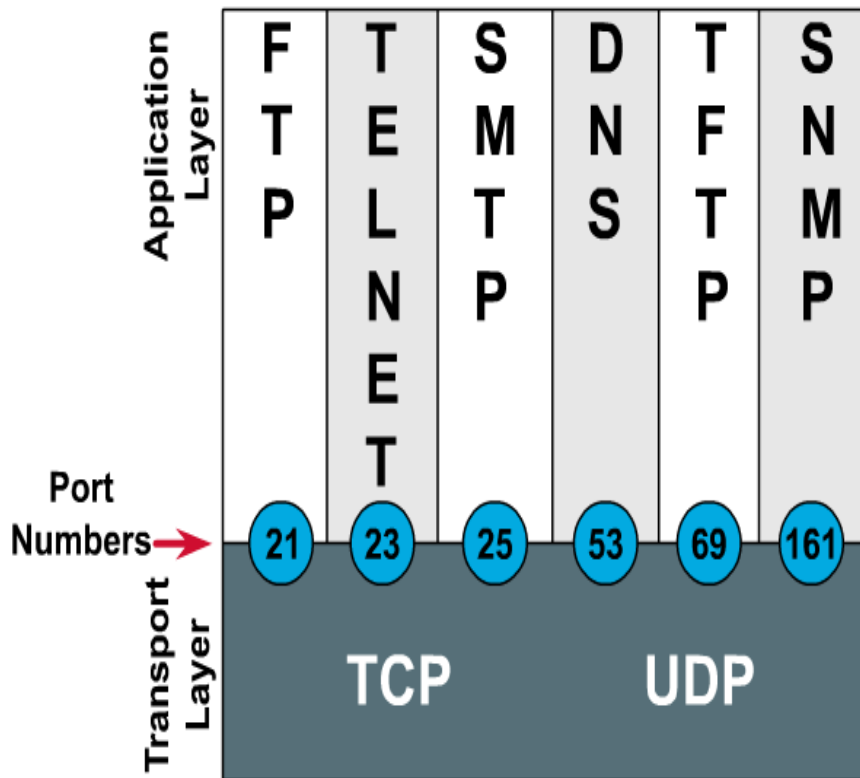 Application
Layer
FTP
TELNET
SMTP
DNS
TFTP
SNMP
Port
Numbers
21
23
25
53
69
161
Transport
Layer
TCP
UDP